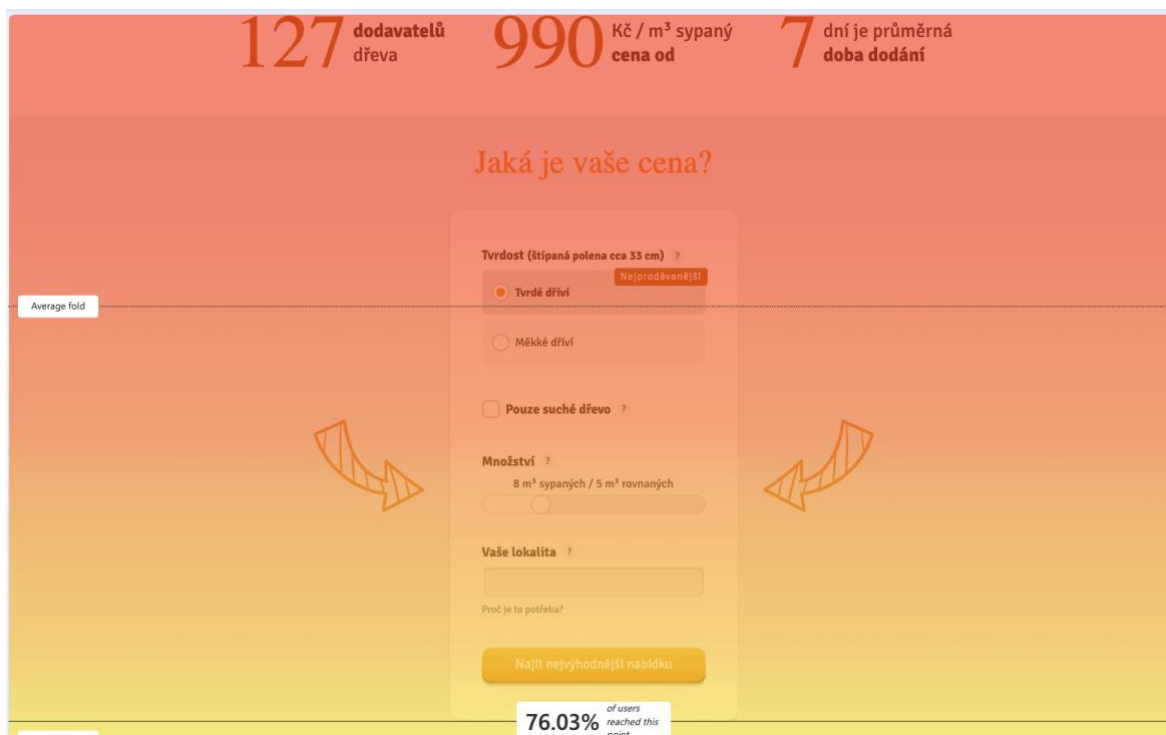 127 dodavatelů
dřeva
990 Kč / m³ sypaný
cena od
7 dní je průměrná
doba dodání
Jaká je vaše cena?
Tvrdost (štípaná polena cca 33 cm) ?
Nejprodávanější
Tvrdé dříví
Average fold
Měkké dříví
Pouze suché dřevo ?
Množství ?
8 m³ sypaných / 5 m³ rovnaných
Vaše lokalita ?
Proč je to potřeba?
Najít nejvýhodnější nabídku
76.03% of users
reached this
point